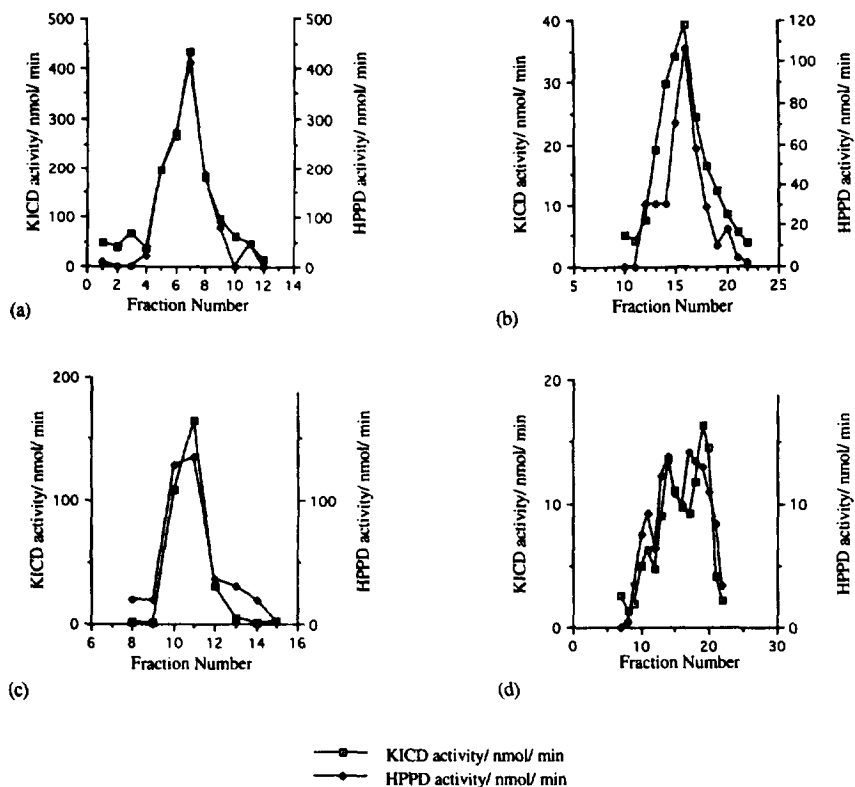 500
400
300
200
100
0
KICD activity/ nmol/ min
500
400
300
200
100
0
HPPD activity/ nmol/ min
0 2 4 6 8 10 12 14
Fraction Number
(a)
40
30
20
10
0
KICD activity/ nmol/ min
120
100
80
60
40
20
0
HPPD activity/ nmol/ min
5 10 15 20 25
Fraction Number
(b)
200
100
0
KICD activity/ nmol/ min
100
0
HPPD activity/ nmol/ min
6 8 10 12 14 16
Fraction Number
(c)
20
10
0
KICD activity/ nmol/ min
10
0
HPPD activity/ nmol/ min
0 10 20 30
Fraction Number
(d)
KICD activity/ nmol/ min
HPPD activity/ nmol/ min